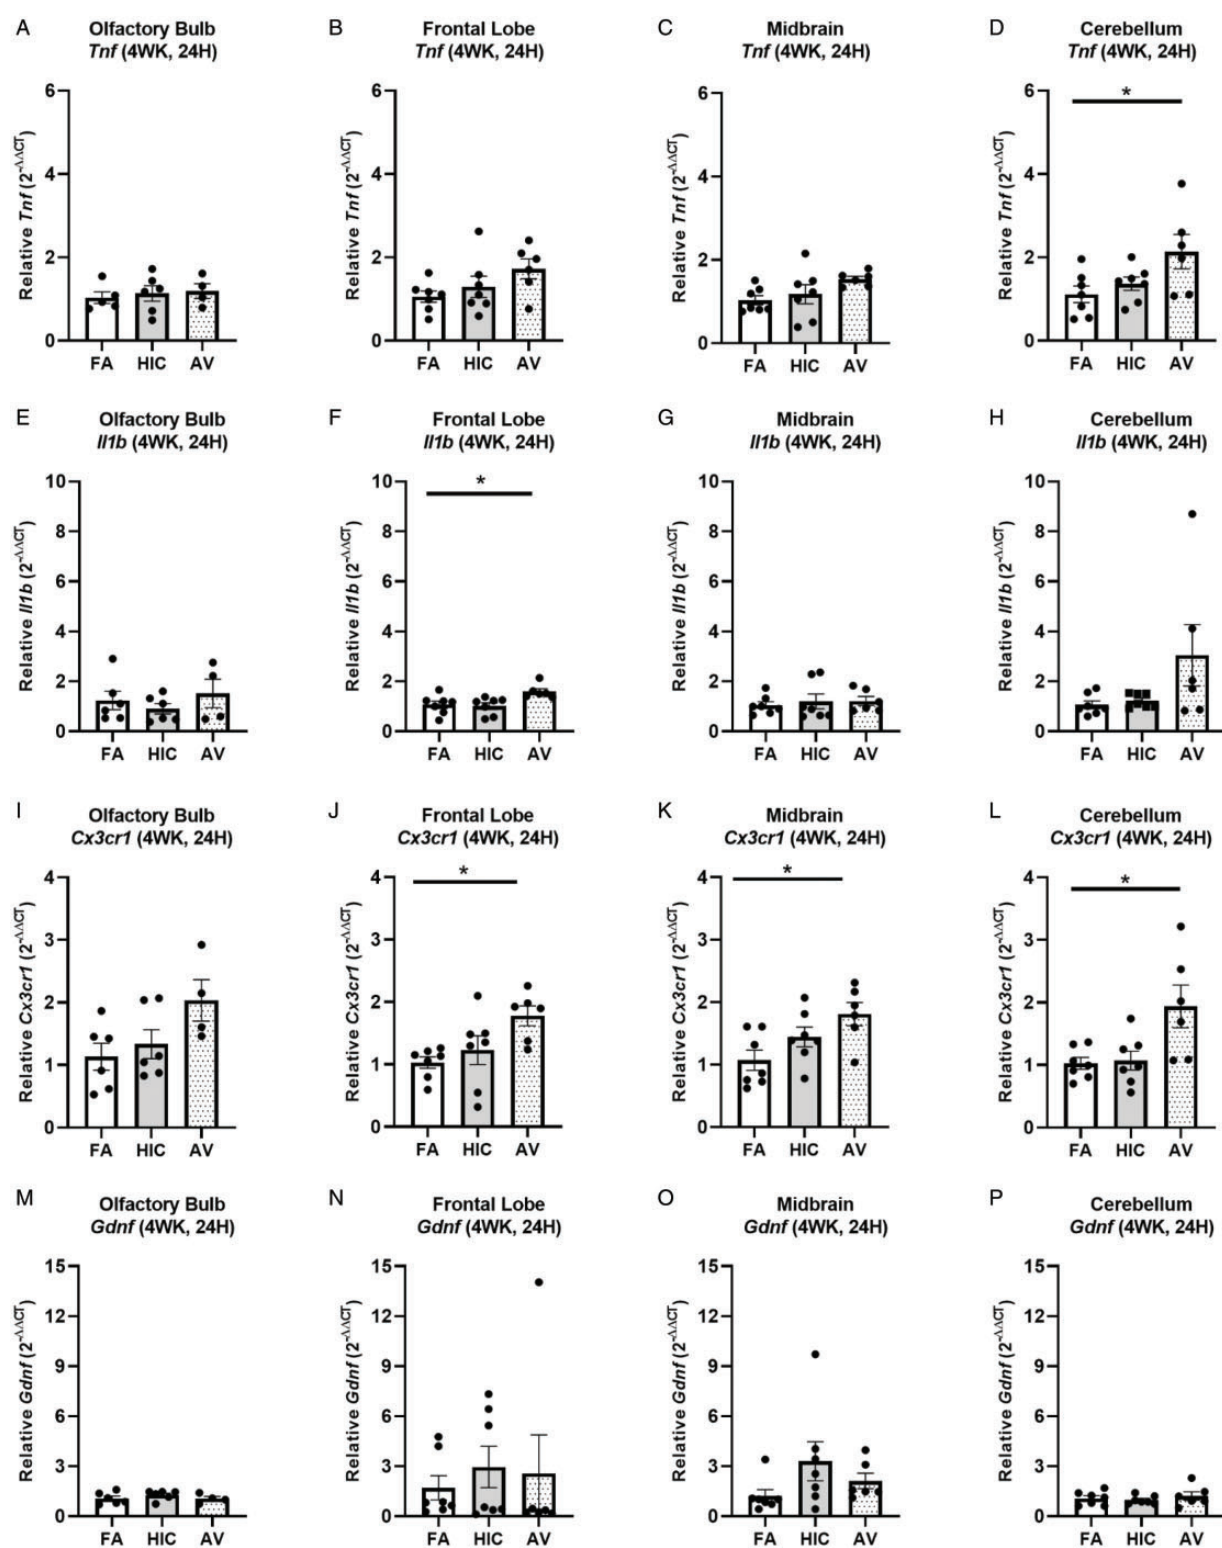 A Olfactory Bulb
Tnf (4WK, 24H)
6
4
2
0
Relative Tnf (2-ΔΔCT)
FA HIC AV
B Frontal Lobe
Tnf (4WK, 24H)
6
4
2
0
Relative Tnf (2-ΔΔCT)
FA HIC AV
C Midbrain
Tnf (4WK, 24H)
6
4
2
0
Relative Tnf (2-ΔΔCT)
FA HIC AV
D Cerebellum
Tnf (4WK, 24H)
*
6
4
2
0
Relative Tnf (2-ΔΔCT)
FA HIC AV
E Olfactory Bulb
Il1b (4WK, 24H)
10
8
6
4
2
0
Relative Il1b (2-ΔΔCT)
FA HIC AV
F Frontal Lobe
Il1b (4WK, 24H)
*
10
8
6
4
2
0
Relative Il1b (2-ΔΔCT)
FA HIC AV
G Midbrain
Il1b (4WK, 24H)
10
8
6
4
2
0
Relative Il1b (2-ΔΔCT)
FA HIC AV
H Cerebellum
Il1b (4WK, 24H)
10
8
6
4
2
0
Relative Il1b (2-ΔΔCT)
FA HIC AV
I Olfactory Bulb
Cx3cr1 (4WK, 24H)
4
3
2
1
0
Relative Cx3cr1 (2-ΔΔCT)
FA HIC AV
J Frontal Lobe
Cx3cr1 (4WK, 24H)
*
4
3
2
1
0
Relative Cx3cr1 (2-ΔΔCT)
FA HIC AV
K Midbrain
Cx3cr1 (4WK, 24H)
*
4
3
2
1
0
Relative Cx3cr1 (2-ΔΔCT)
FA HIC AV
L Cerebellum
Cx3cr1 (4WK, 24H)
*
4
3
2
1
0
Relative Cx3cr1 (2-ΔΔCT)
FA HIC AV
M Olfactory Bulb
Gdnf (4WK, 24H)
15
12
9
6
3
0
Relative Gdnf (2-ΔΔCT)
FA HIC AV
N Frontal Lobe
Gdnf (4WK, 24H)
15
12
9
6
3
0
Relative Gdnf (2-ΔΔCT)
FA HIC AV
O Midbrain
Gdnf (4WK, 24H)
15
12
9
6
3
0
Relative Gdnf (2-ΔΔCT)
FA HIC AV
P Cerebellum
Gdnf (4WK, 24H)
15
12
9
6
3
0
Relative Gdnf (2-ΔΔCT)
FA HIC AV